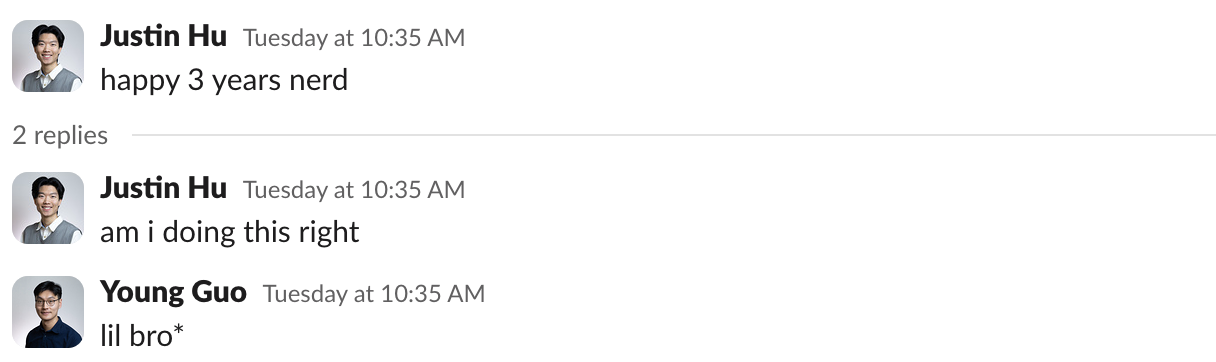 Justin Hu Tuesday at 10:35 AM
happy 3 years nerd
2 replies
Justin Hu Tuesday at 10:35 AM
am i doing this right
Young Guo Tuesday at 10:35 AM
lil bro*